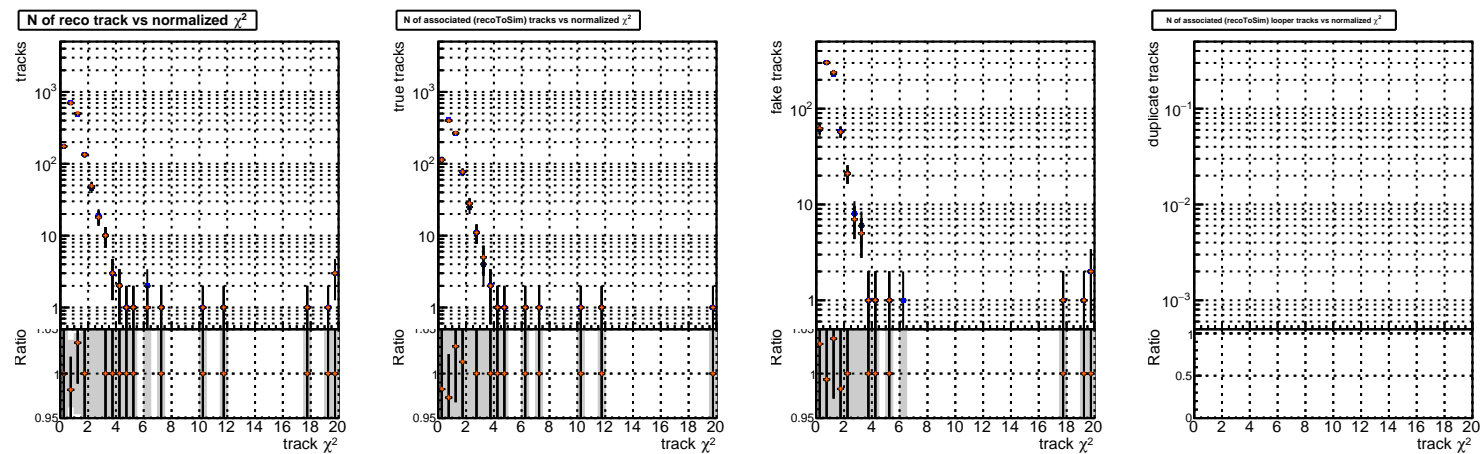 N of reco track vs normalized χ²
tracks
10³
10²
10
1
Ratio
1
0.95
0 2 4 6 8 10 12 14 16 18 20
track χ²
N of associated (recoToSim) tracks vs normalized χ²
true tracks
10³
10²
10
1
Ratio
1
0.95
0 2 4 6 8 10 12 14 16 18 20
track χ²
fake tracks
10²
10
1
Ratio
1
0.95
0 2 4 6 8 10 12 14 16 18 20
track χ²
N of associated (recoToSim) looper tracks vs normalized χ²
duplicate tracks
10⁻¹
10⁻²
10⁻³
Ratio
1
0.5
0
0 2 4 6 8 10 12 14 16 18 20
track χ²